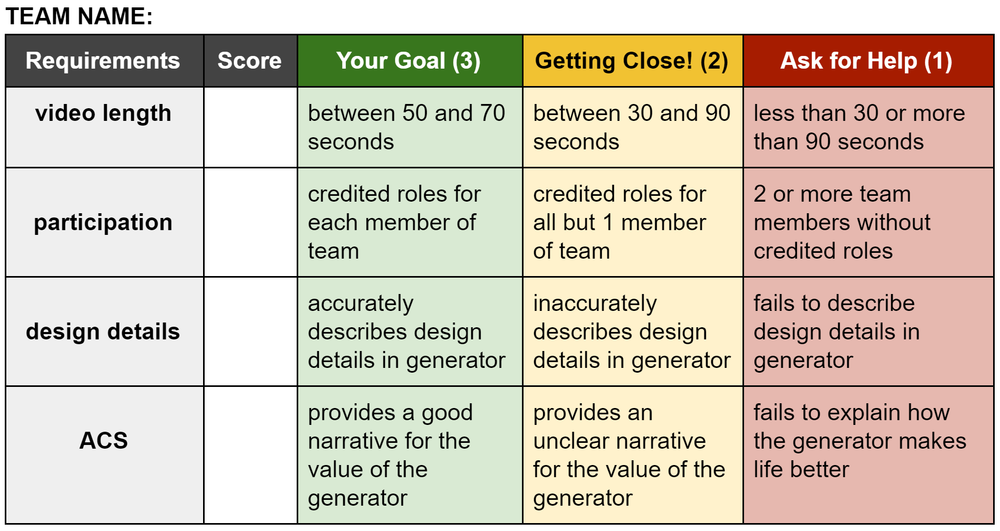 TEAM NAME:
Requirements Score Your Goal (3) Getting Close! (2) Ask for Help (1)
video length
between 50 and 70
seconds
between 30 and 90
seconds
less than 30 or more
than 90 seconds
participation
credited roles for
each member of
team
credited roles for
all but 1 member
of team
2 or more team
members without
credited roles
design details
accurately
describes design
details in generator
inaccurately
describes design
details in generator
fails to describe
design details in
generator
ACS
provides a good
narrative for the
value of the
generator
provides an
unclear narrative
for the value of the
generator
fails to explain how
the generator makes
life better